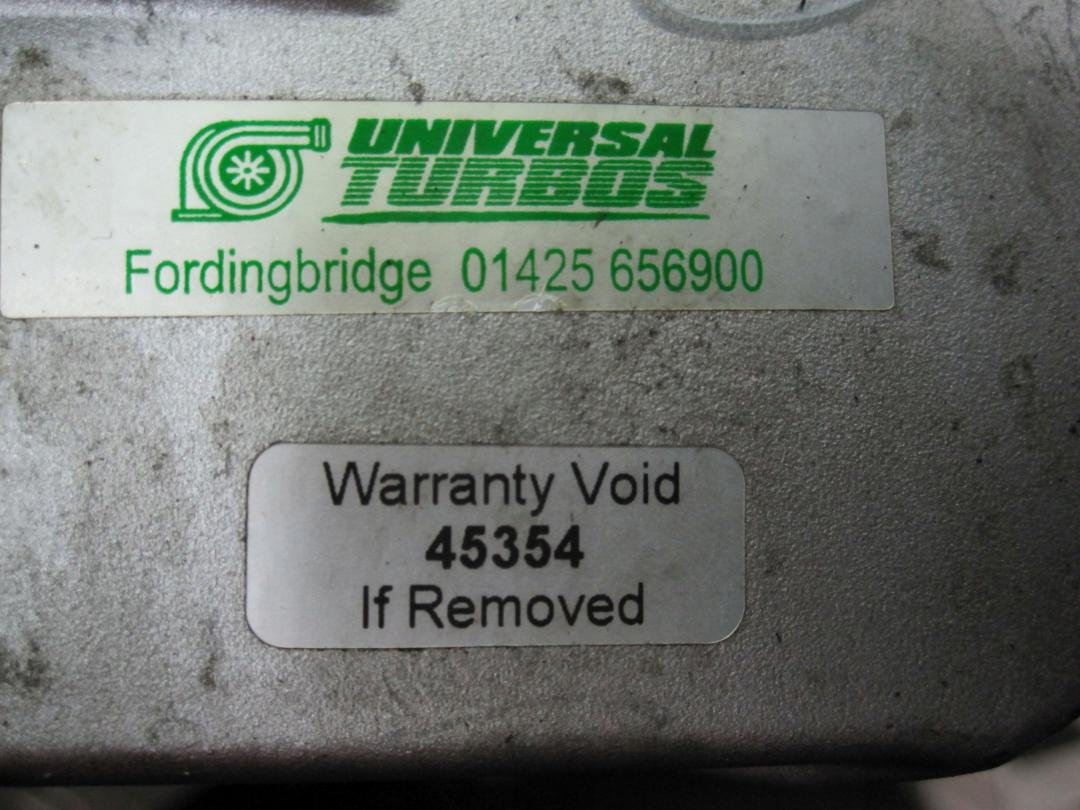 UNIVERSAL
TURBOS
Fordingbridge 01425 656900
Warranty Void
45354
If Removed